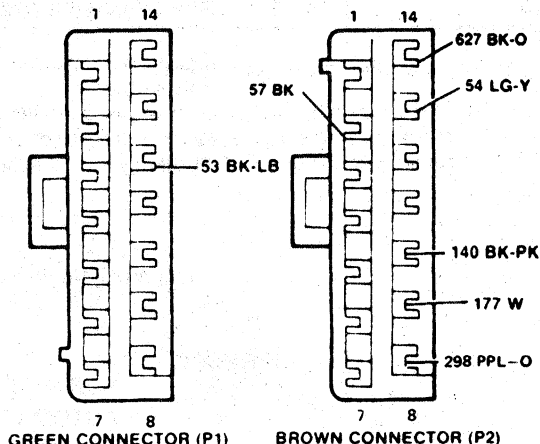 1 14
53 BK-LB
7 8
GREEN CONNECTOR (P1)
1 14
627 BK-O
54 LG-Y
57 BK
140 BK-PK
177 W
298 PPL-O
7 8
BROWN CONNECTOR (P2)